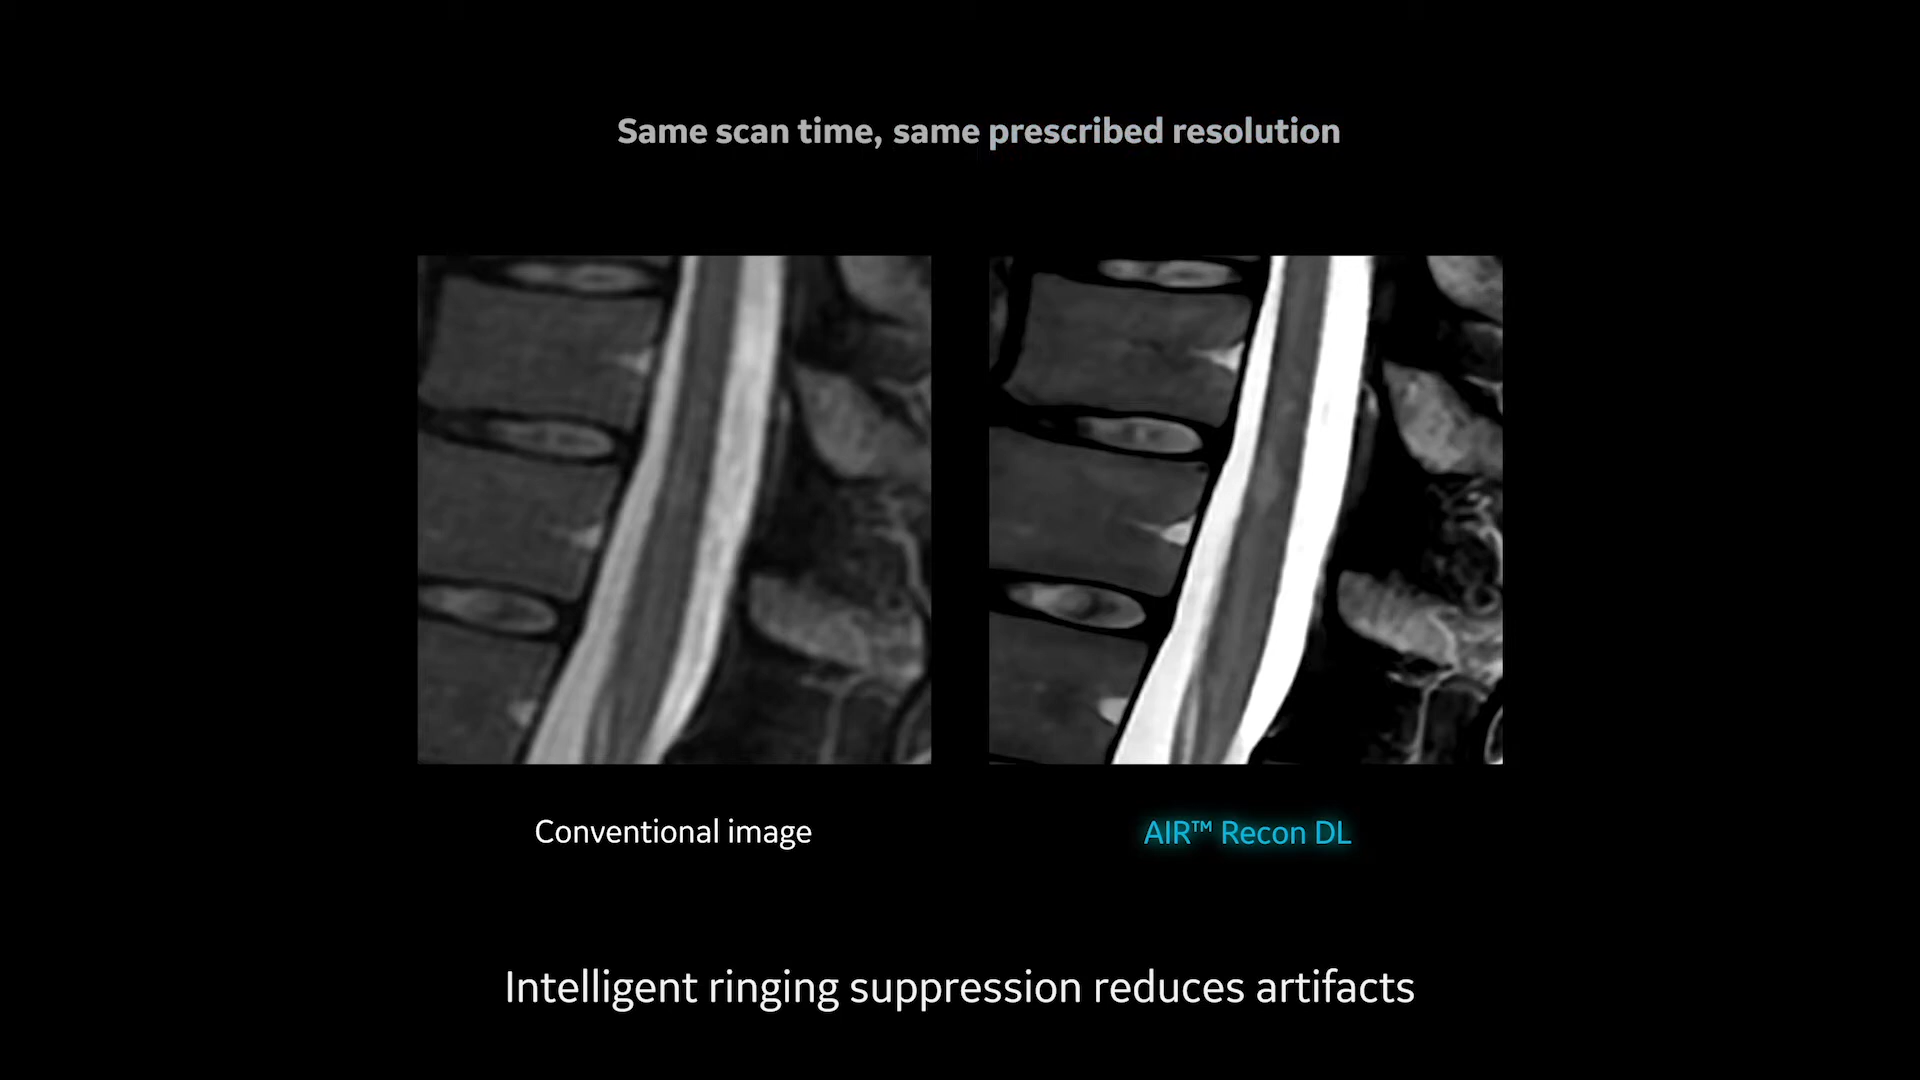 Same scan time, same prescribed resolution
Conventional image
AIR™ Recon DL
Intelligent ringing suppression reduces artifacts